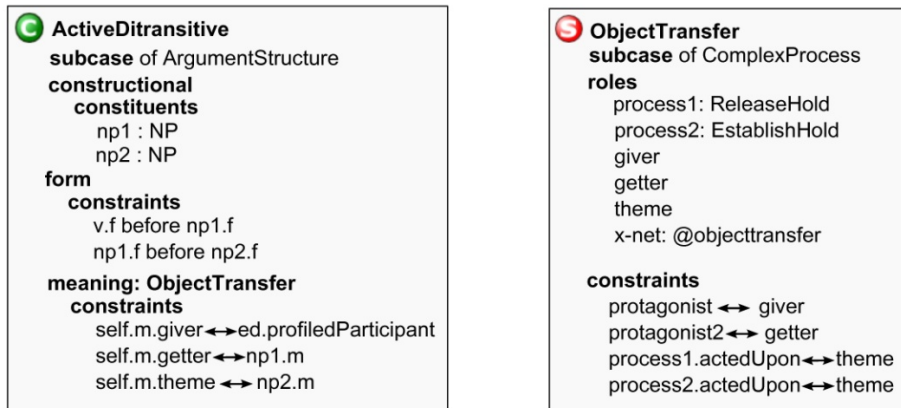 C ActiveDitransitive
subcase of ArgumentStructure
constructional
constituents
np1 : NP
np2 : NP
form
constraints
v.f before np1.f
np1.f before np2.f
meaning: ObjectTransfer
constraints
self.m.giver↔ed.profiledParticipant
self.m.getter↔np1.m
self.m.theme ↔ np2.m
S ObjectTransfer
subcase of ComplexProcess
roles
process1: ReleaseHold
process2: EstablishHold
giver
getter
theme
x-net: @objecttransfer
constraints
protagonist ↔ giver
protagonist2↔ getter
process1.actedUpon↔theme
process2.actedUpon↔theme